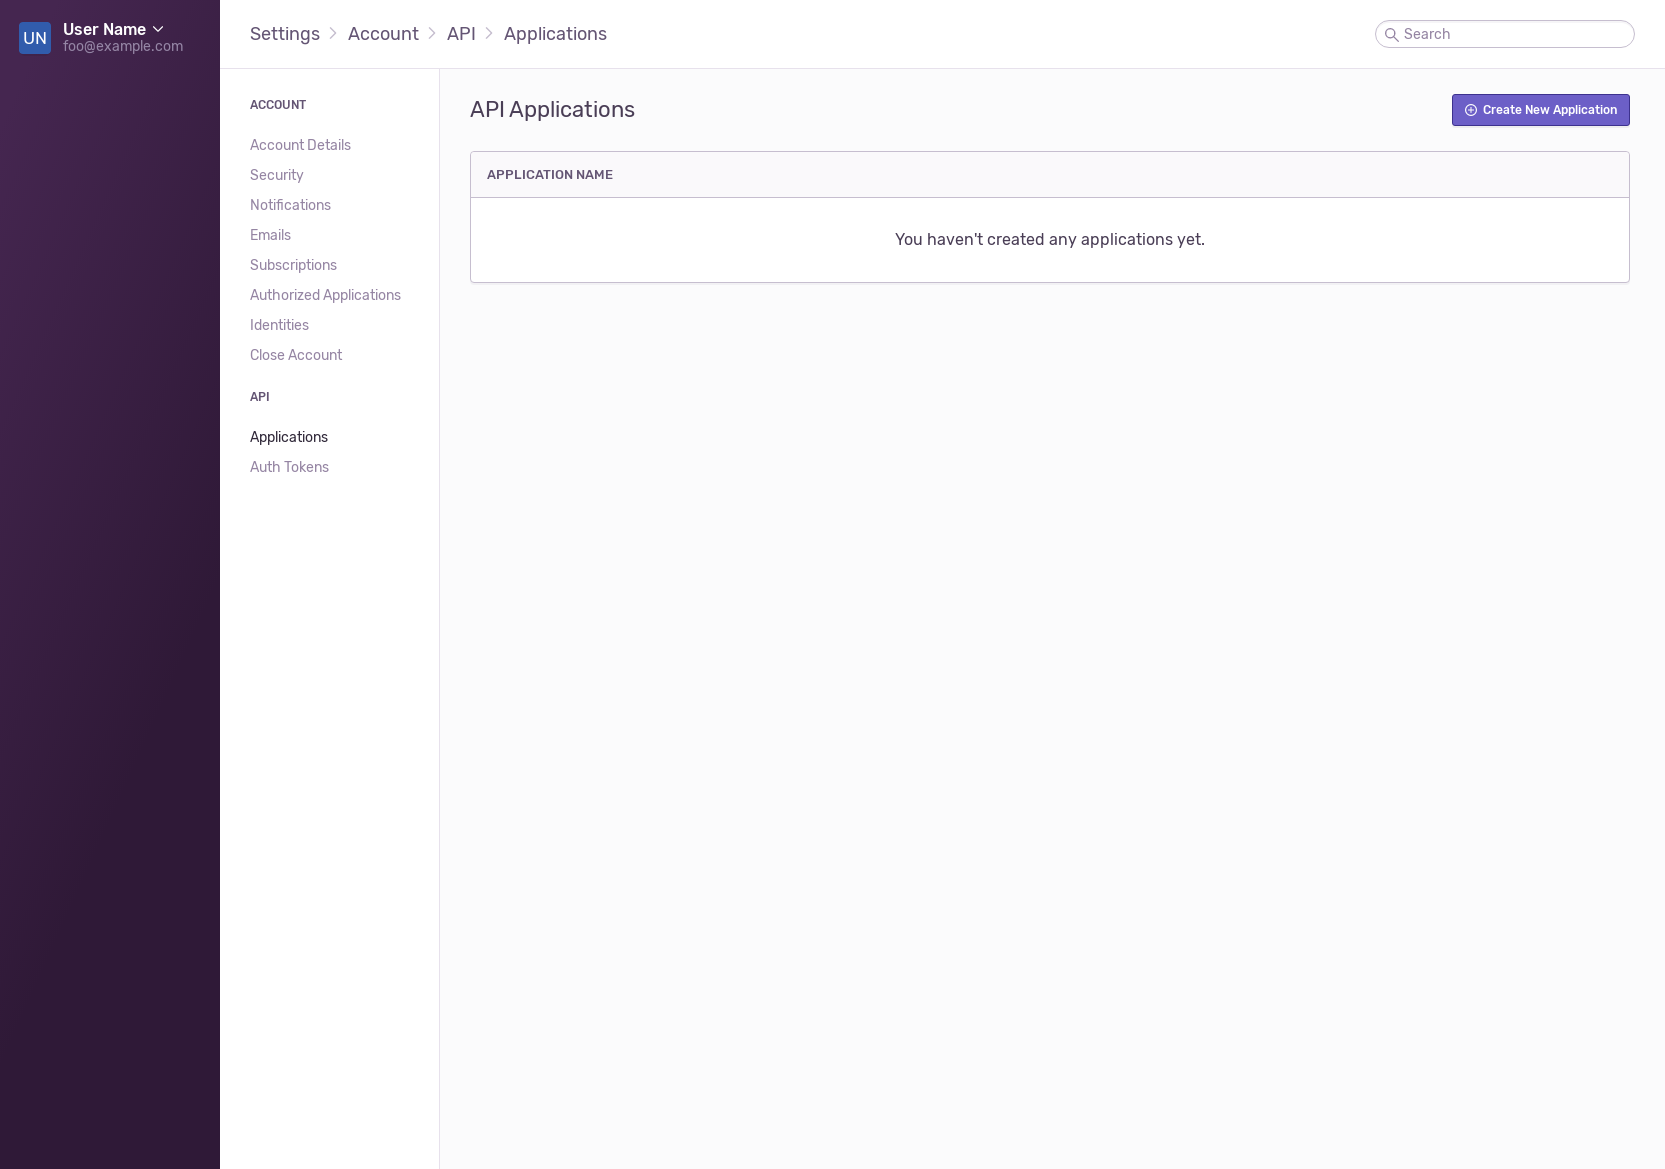 UN
User Name
foo@example.com
Settings
Account
API
Applications
Search
ACCOUNT
Account Details
Security
Notifications
Emails
Subscriptions
Authorized Applications
Identities
Close Account
API
Applications
Auth Tokens
API Applications
Create New Application
APPLICATION NAME
You haven't created any applications yet.